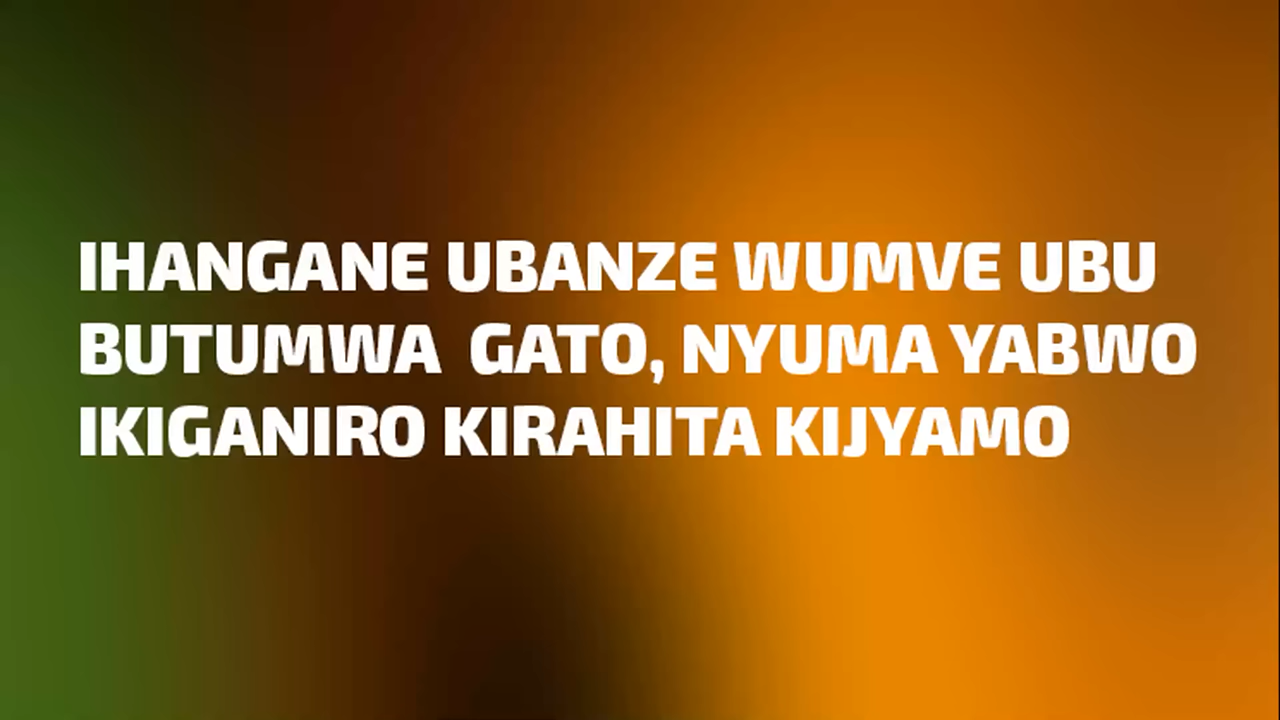 IHANGANE UBANZE WUMVE UBU
BUTUMWA GATO, NYUMA YABWO
IKIGANIRO KIRAHITA KIJYAMO